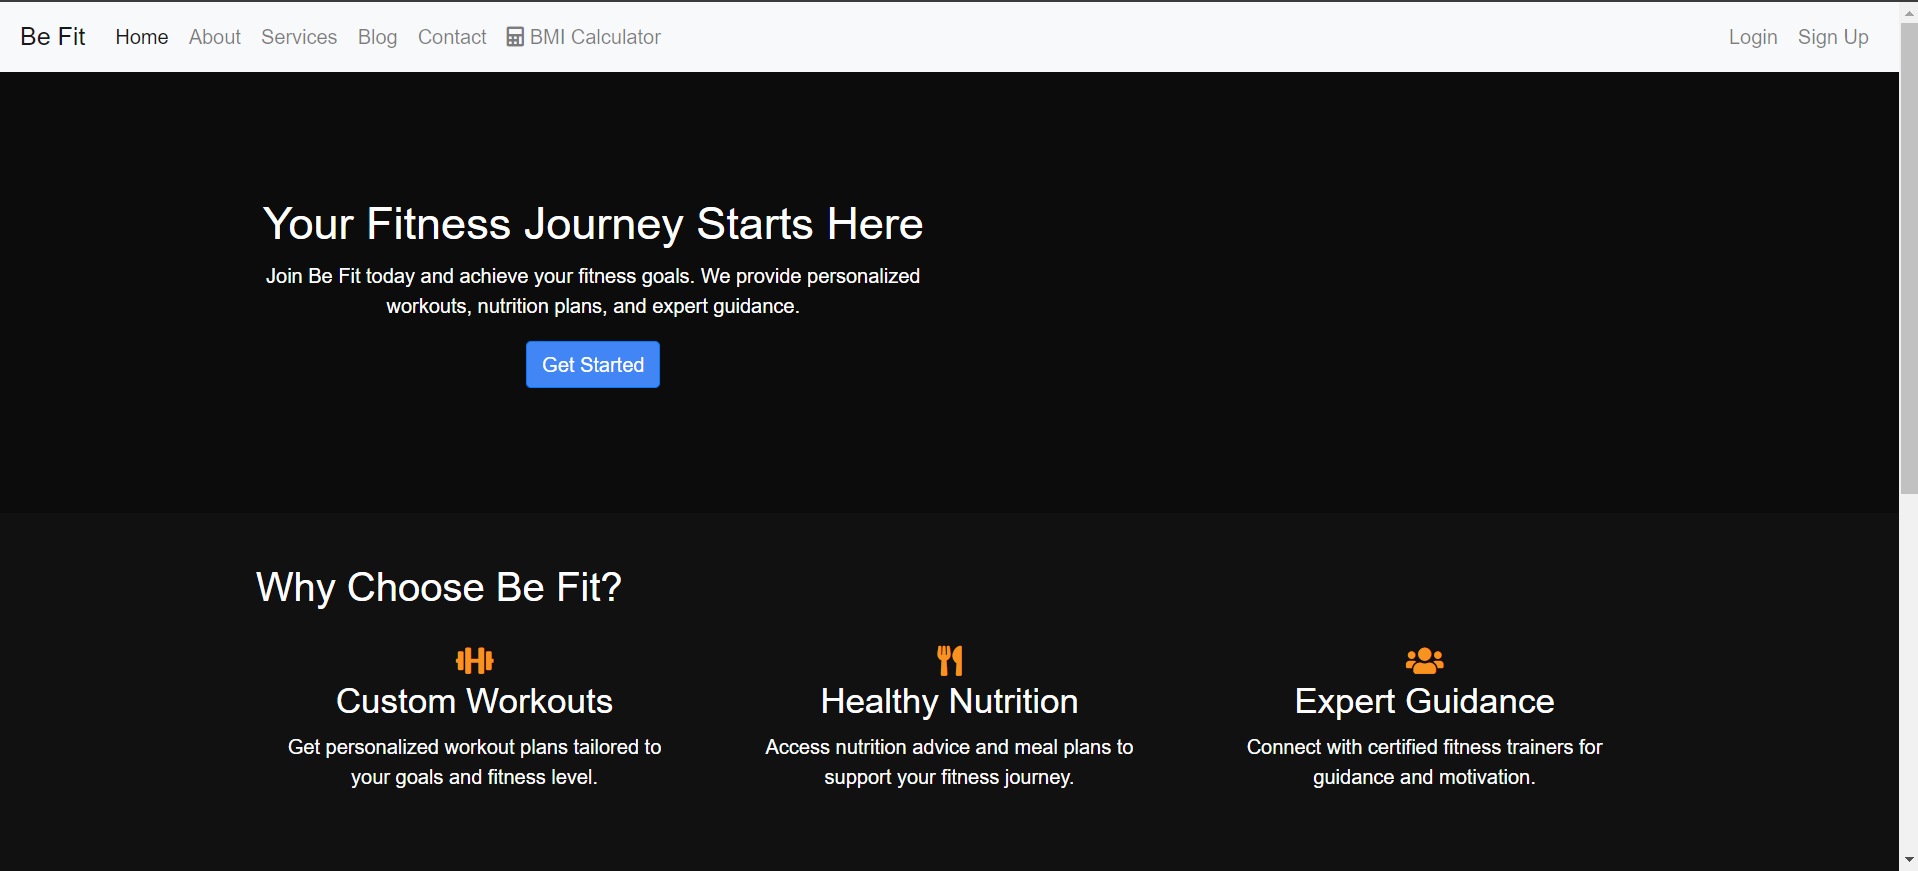 Be Fit Home About Services Blog Contact BMI Calculator Login Sign Up
Your Fitness Journey Starts Here
Join Be Fit today and achieve your fitness goals. We provide personalized
workouts, nutrition plans, and expert guidance.
Get Started
Why Choose Be Fit?
Custom Workouts
Get personalized workout plans tailored to
your goals and fitness level.
Healthy Nutrition
Access nutrition advice and meal plans to
support your fitness journey.
Expert Guidance
Connect with certified fitness trainers for
guidance and motivation.